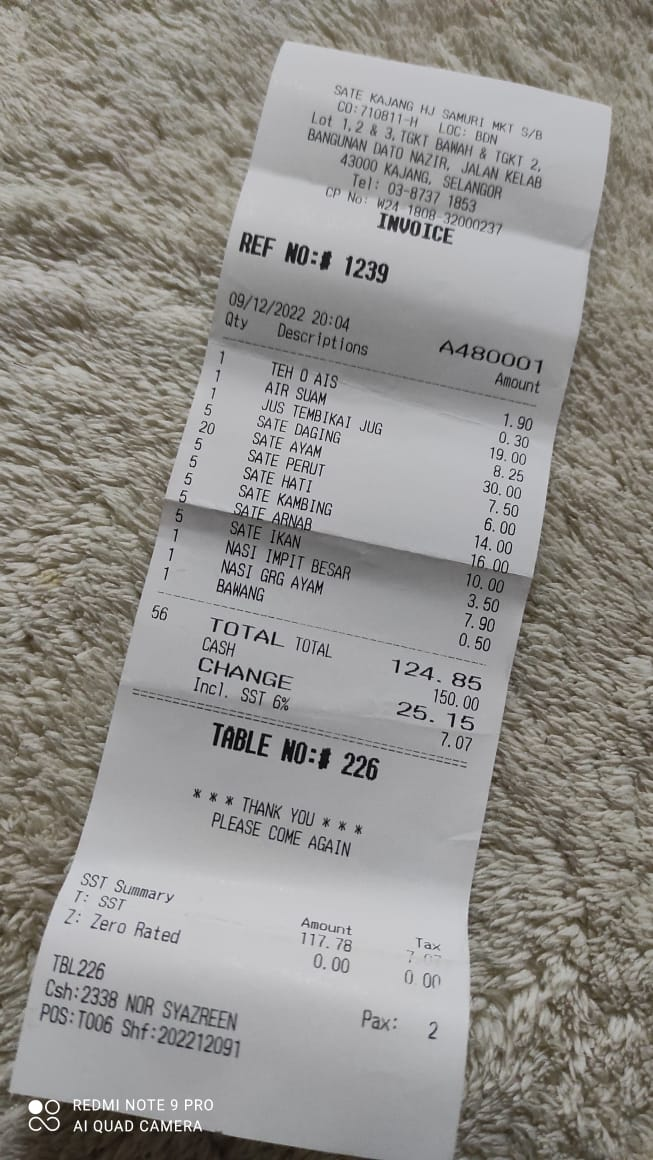 SATE KAJANG HJ SAMURI MKT S/B
CO:710811-H LOC: BDN
Lot 1,2 & 3,TGKT BAWAH & TGKT 2,
BANGUNAN DATO NAZIR, JALAN KELAB
43000 KAJANG, SELANGOR
Tel: 03-8737 1853
CP No: W24-1808-32000237
INVOICE
REF NO:# 1239
09/12/2022 20:04 A480001
Qty Descriptions Amount
1 TEH O AIS 1.90
1 AIR SUAM 0.30
1 JUS TEMBIKAI JUG 19.00
5 SATE DAGING 8.25
20 SATE AYAM 30.00
5 SATE PERUT 7.50
5 SATE HATI 6.00
5 SATE KAMBING 14.00
5 SATE ARNAB 16.00
5 SATE IKAN 10.00
1 NASI IMPIT BESAR 3.50
1 NASI GRG AYAM 7.90
1 BAWANG 0.50
56 TOTAL TOTAL 124.85
CASH 150.00
CHANGE 25.15
Incl. SST 6% 7.07
TABLE NO:# 226
* * * THANK YOU * * *
PLEASE COME AGAIN
SST Summary Amount Tax
T: SST 117.78 7.07
Z: Zero Rated 0.00 0.00
TBL226 Pax: 2
Csh:2338 NOR SYAZREEN
POS:T006 Shf:202212091
REDMI NOTE 9 PRO
AI QUAD CAMERA